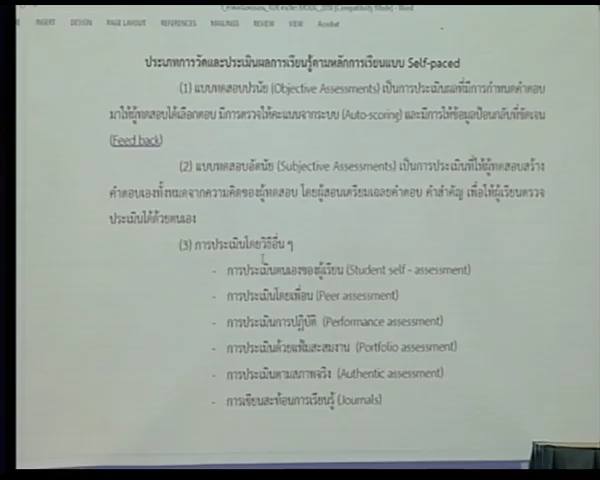 INSERT DESIGN PAGE LAYOUT REFERENCES MAILINGS REVIEW VIEW Acrobat
ประเภทการวัดและประเมินผลการเรียนรู้ตามหลักการเรียนแบบ Self-paced
(1) แบบทดสอบปรนัย (Objective Assessments) เป็นการประเมินผลที่มีการกำหนดคำตอบ
มาให้ผู้ทดสอบได้เลือกตอบ มีการตรวจให้คะแนนจากระบบ (Auto-scoring) และมีการให้ข้อมูลป้อนกลับที่ชัดเจน
(Feed back)
(2) แบบทดสอบอัตนัย (Subjective Assessments) เป็นการประเมินที่ให้ผู้ทดสอบสร้าง
คำตอบเองทั้งหมดจากความคิดของผู้ทดสอบ โดยผู้สอนเตรียมเฉลยคำตอบ คำสำคัญ เพื่อให้ผู้เรียนตรวจ
ประเมินได้ด้วยตนเอง
(3) การประเมินโดยวิธีอื่น ๆ
- การประเมินตนเองของผู้เรียน (Student self - assessment)
- การประเมินโดยเพื่อน (Peer assessment)
- การประเมินการปฏิบัติ (Performance assessment)
- การประเมินด้วยแฟ้มสะสมงาน (Portfolio assessment)
- การประเมินตามสภาพจริง (Authentic assessment)
- การเขียนสะท้อนการเรียนรู้ (Journals)